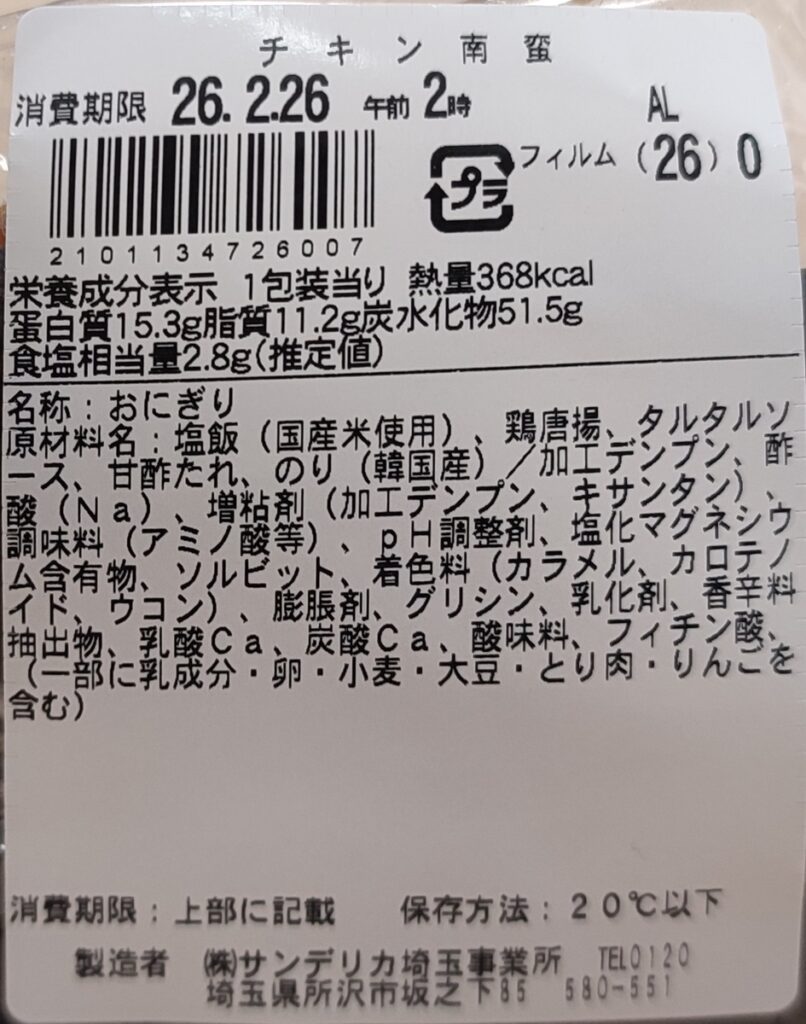 チキン南蛮
消費期限 26.2.26 午前2時 AL
プラ フィルム (26) 0
2101134726007
栄養成分表示 1包装当り 熱量368kcal
蛋白質15.3g脂質11.2g炭水化物51.5g
食塩相当量2.8g(推定値)
名称:おにぎり
原材料名:塩飯(国産米使用)、鶏唐揚、タルタルソ
ース、甘酢たれ、のり(韓国産)/加工デンプン、酢
酸(Na)、増粘剤(加工デンプン、キサンタン)、
調味料(アミノ酸等)、pH調整剤、塩化マグネシウ
ム含有物、ソルビット、着色料(カラメル、カロテノ
イド、ウコン)、膨脹剤、グリシン、乳化剤、香辛料
抽出物、乳酸Ca、炭酸Ca、酸味料、フィチン酸、
(一部に乳成分・卵・小麦・大豆・とり肉・りんごを
含む)
消費期限:上部に記載 保存方法:20℃以下
製造者 ㈱サンデリカ埼玉事業所 TEL0120
埼玉県所沢市坂之下85 580-551